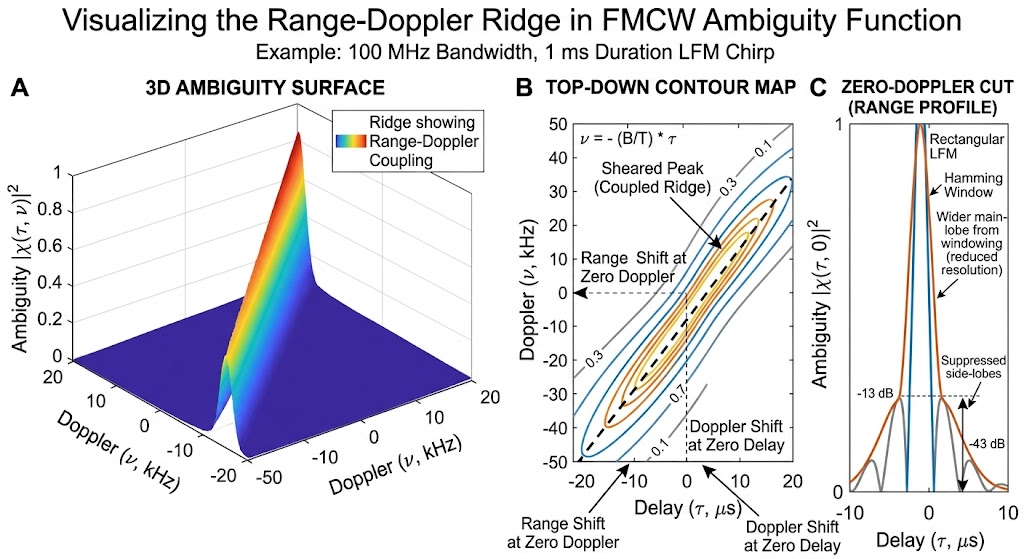 Visualizing the Range-Doppler Ridge in FMCW Ambiguity Function
Example: 100 MHz Bandwidth, 1 ms Duration LFM Chirp
A
3D AMBIGUITY SURFACE
Ridge showing
Range-Doppler
Coupling
Ambiguity |χ(τ, ν)|²
1
0.8
0.6
0.4
0.2
0
20
10
0
-10
-20
Doppler (ν, kHz)
-50
-10
0
10
20
Doppler (ν, kHz)
B
TOP-DOWN CONTOUR MAP
ν = - (B/T) * τ
Sheared Peak
(Coupled Ridge)
0.1
0.3
Range Shift at
Zero Doppler
0.3
0.7
0.1
Doppler Shift
at Zero Delay
Doppler (ν, kHz)
50
40
30
20
10
0
-10
-20
-30
-40
-50
-20
-10
0
10
20
Delay (τ, μs)
Range Shift
at Zero Doppler
Doppler Shift
at Zero Delay
C
ZERO-DOPPLER CUT
(RANGE PROFILE)
Ambiguity |χ(τ, 0)|²
1
0
Rectangular
LFM
Hamming
Window
Wider main-
lobe from
windowing
(reduced
resolution)
Suppressed
side-lobes
-13 dB
-43 dB
-10
0
10
Delay (τ, μs)